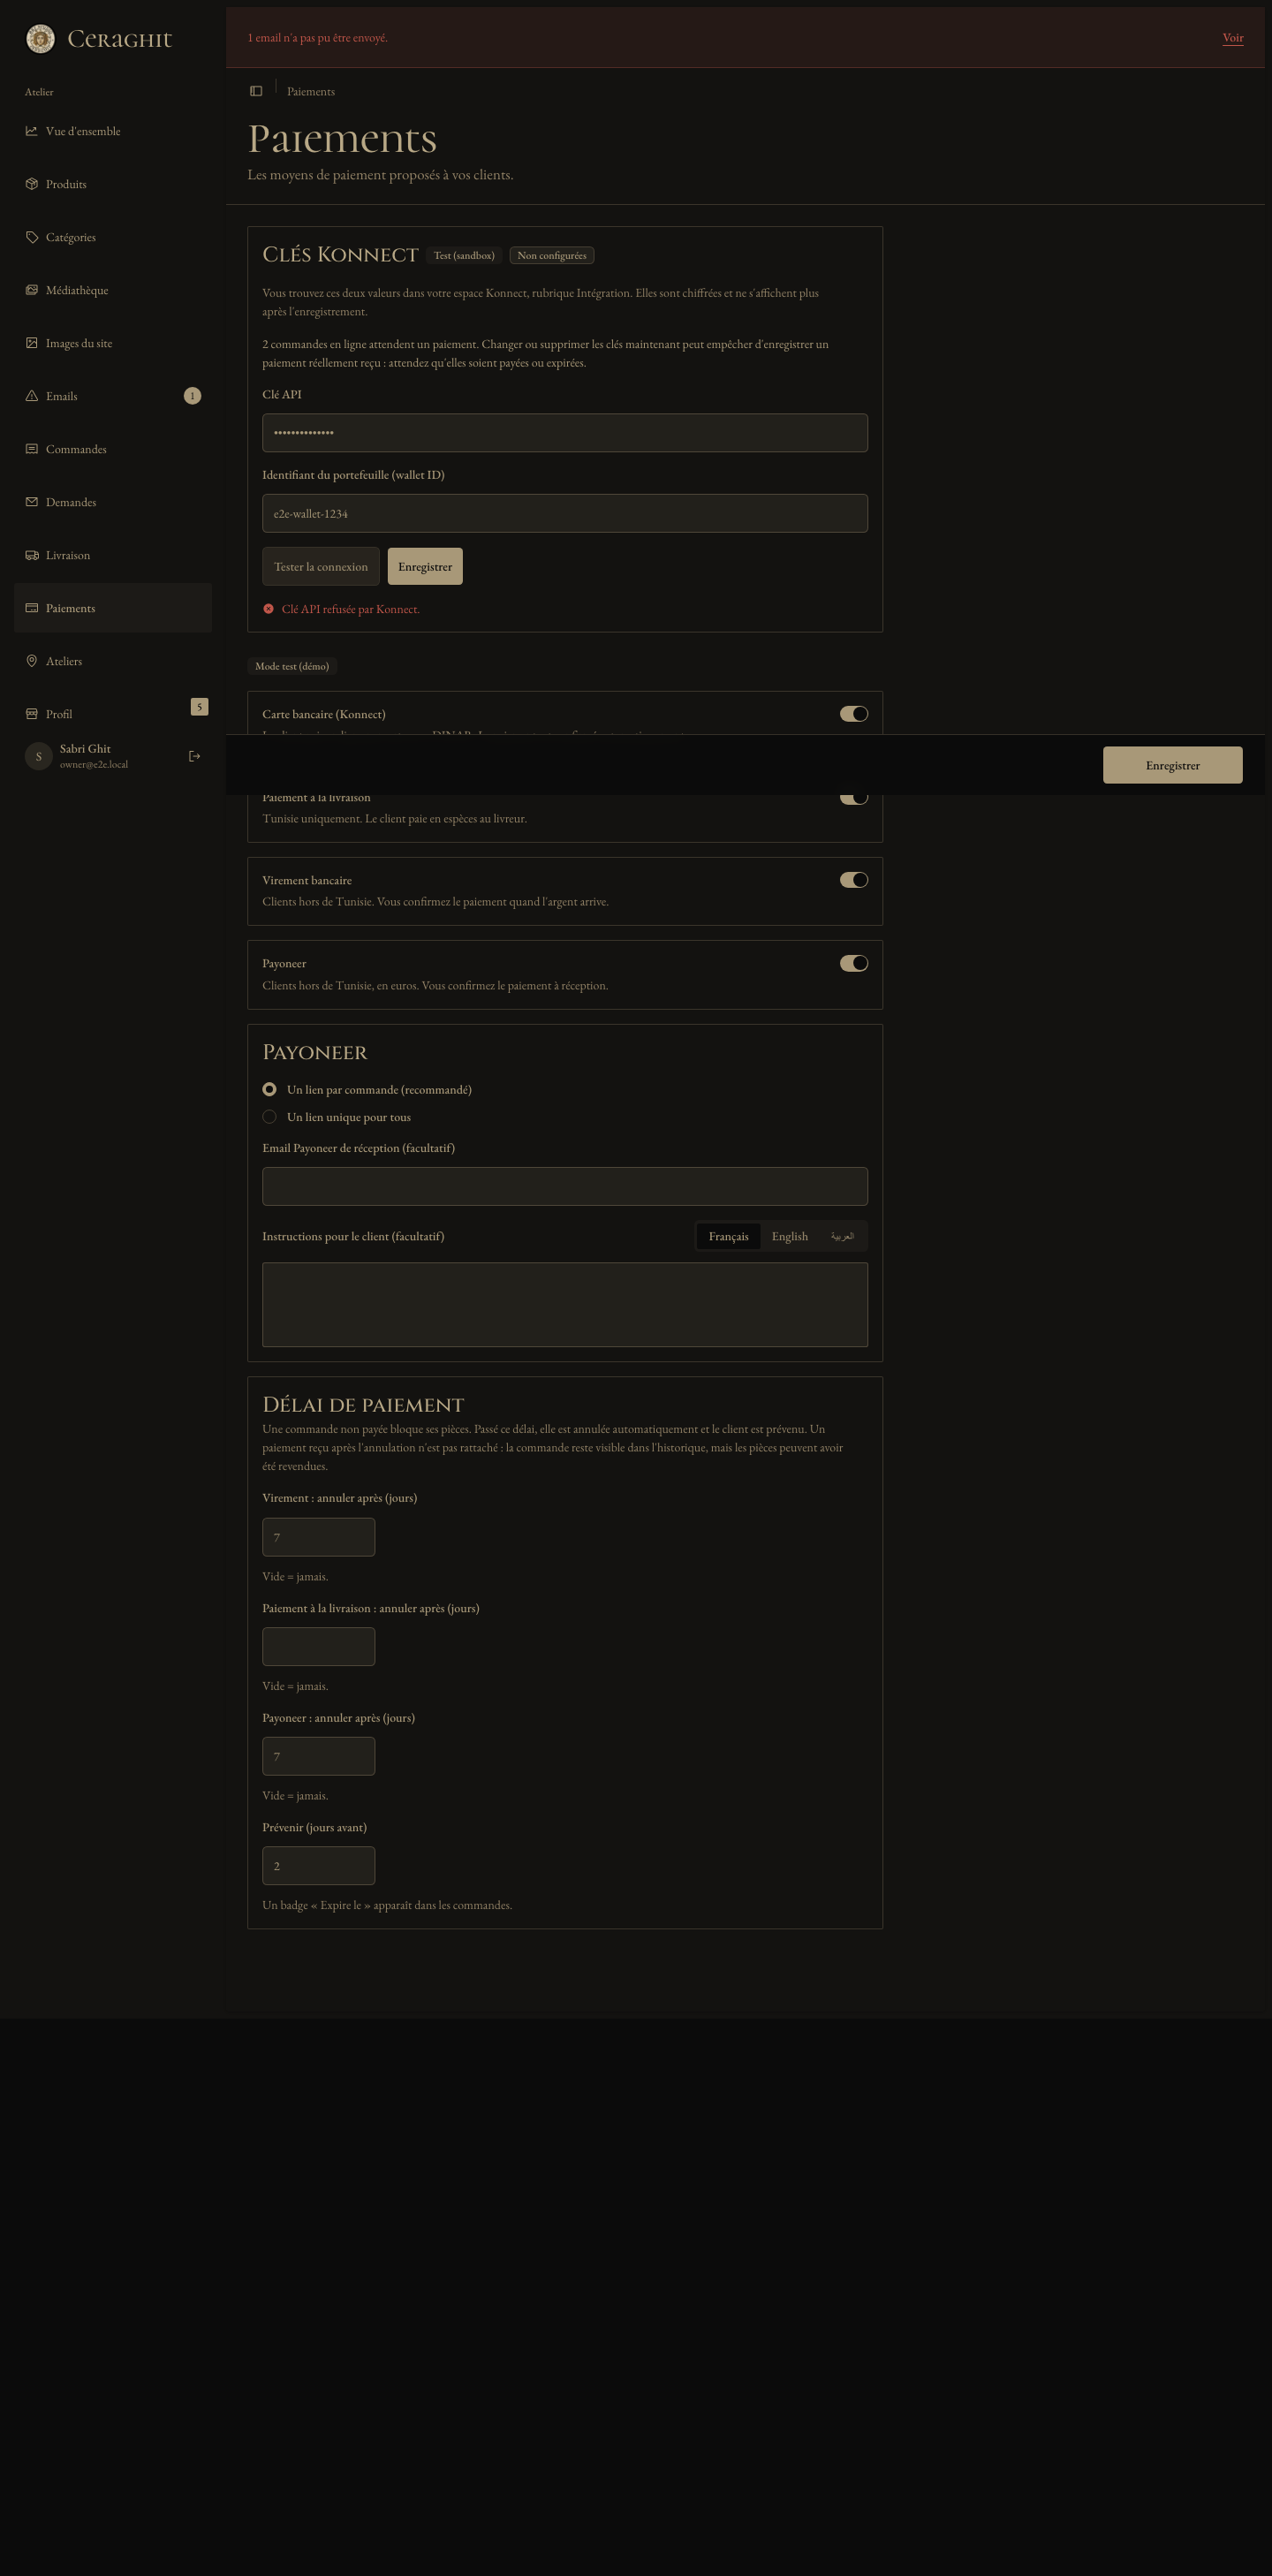 Ceraghit
Atelier
Vue d'ensemble
Produits
Catégories
Médiathèque
Images du site
Emails
1
Commandes
Demandes
Livraison
Paiements
Ateliers
Profil
5
S
Sabri Ghit
owner@e2e.local
1 email n'a pas pu être envoyé.
Voir
Paiements
Paiements
Les moyens de paiement proposés à vos clients.
Clés Konnect
Test (sandbox)
Non configurées
Vous trouvez ces deux valeurs dans votre espace Konnect, rubrique Intégration. Elles sont chiffrées et ne s'affichent plus
après l'enregistrement.
2 commandes en ligne attendent un paiement. Changer ou supprimer les clés maintenant peut empêcher d'enregistrer un
paiement réellement reçu : attendez qu'elles soient payées ou expirées.
Clé API
••••••••••••••
Identifiant du portefeuille (wallet ID)
e2e-wallet-1234
Tester la connexion
Enregistrer
Clé API refusée par Konnect.
Mode test (démo)
Carte bancaire (Konnect)
Enregistrer
Paiement à la livraison
Tunisie uniquement. Le client paie en espèces au livreur.
Virement bancaire
Clients hors de Tunisie. Vous confirmez le paiement quand l'argent arrive.
Payoneer
Clients hors de Tunisie, en euros. Vous confirmez le paiement à réception.
Payoneer
Un lien par commande (recommandé)
Un lien unique pour tous
Email Payoneer de réception (facultatif)
Instructions pour le client (facultatif)
Français
English
العربية
Délai de paiement
Une commande non payée bloque ses pièces. Passé ce délai, elle est annulée automatiquement et le client est prévenu. Un
paiement reçu après l'annulation n'est pas rattaché : la commande reste visible dans l'historique, mais les pièces peuvent avoir
été revendues.
Virement : annuler après (jours)
7
Vide = jamais.
Paiement à la livraison : annuler après (jours)
Vide = jamais.
Payoneer : annuler après (jours)
7
Vide = jamais.
Prévenir (jours avant)
2
Un badge « Expire le » apparaît dans les commandes.